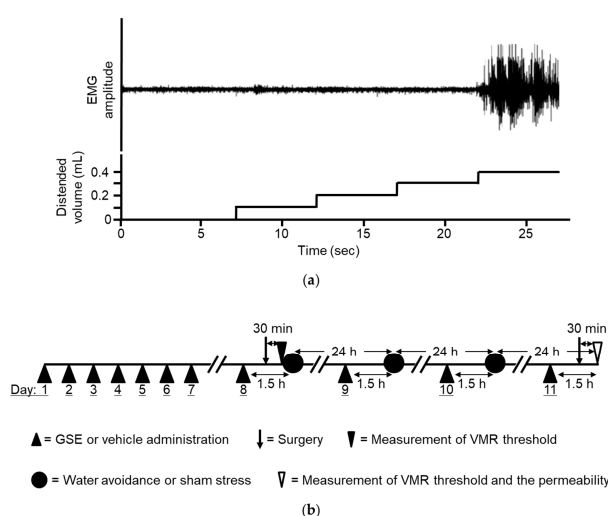 EMG
amplitude
Distended
volume (mL)
0.4
0.2
0
0 5 10 15 20 25
Time (sec)
(a)
30 min 30 min
24 h 24 h 24 h
1.5 h 1.5 h 1.5 h 1.5 h
Day: 1 2 3 4 5 6 7 8 9 10 11
= GSE or vehicle administration = Surgery = Measurement of VMR threshold
= Water avoidance or sham stress = Measurement of VMR threshold and the permeability
(b)